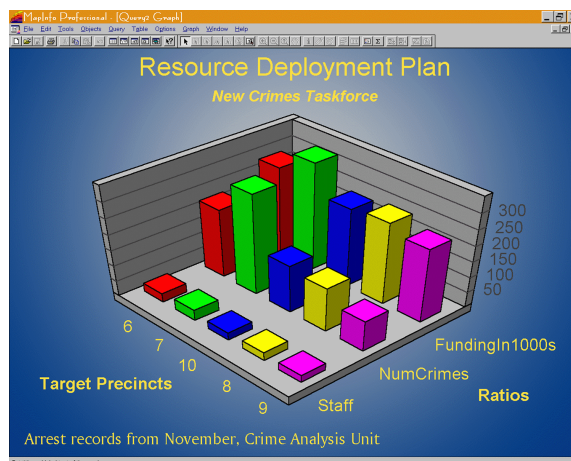 MapInfo Professional - [Query2 Graph]
File Edit Tools Objects Query Table Options Graph Window Help
Resource Deployment Plan
New Crimes Taskforce
300
250
200
150
100
50
6
7
10
8
9
FundingIn1000s
NumCrimes
Staff
Target Precincts
Ratios
Arrest records from November, Crime Analysis Unit